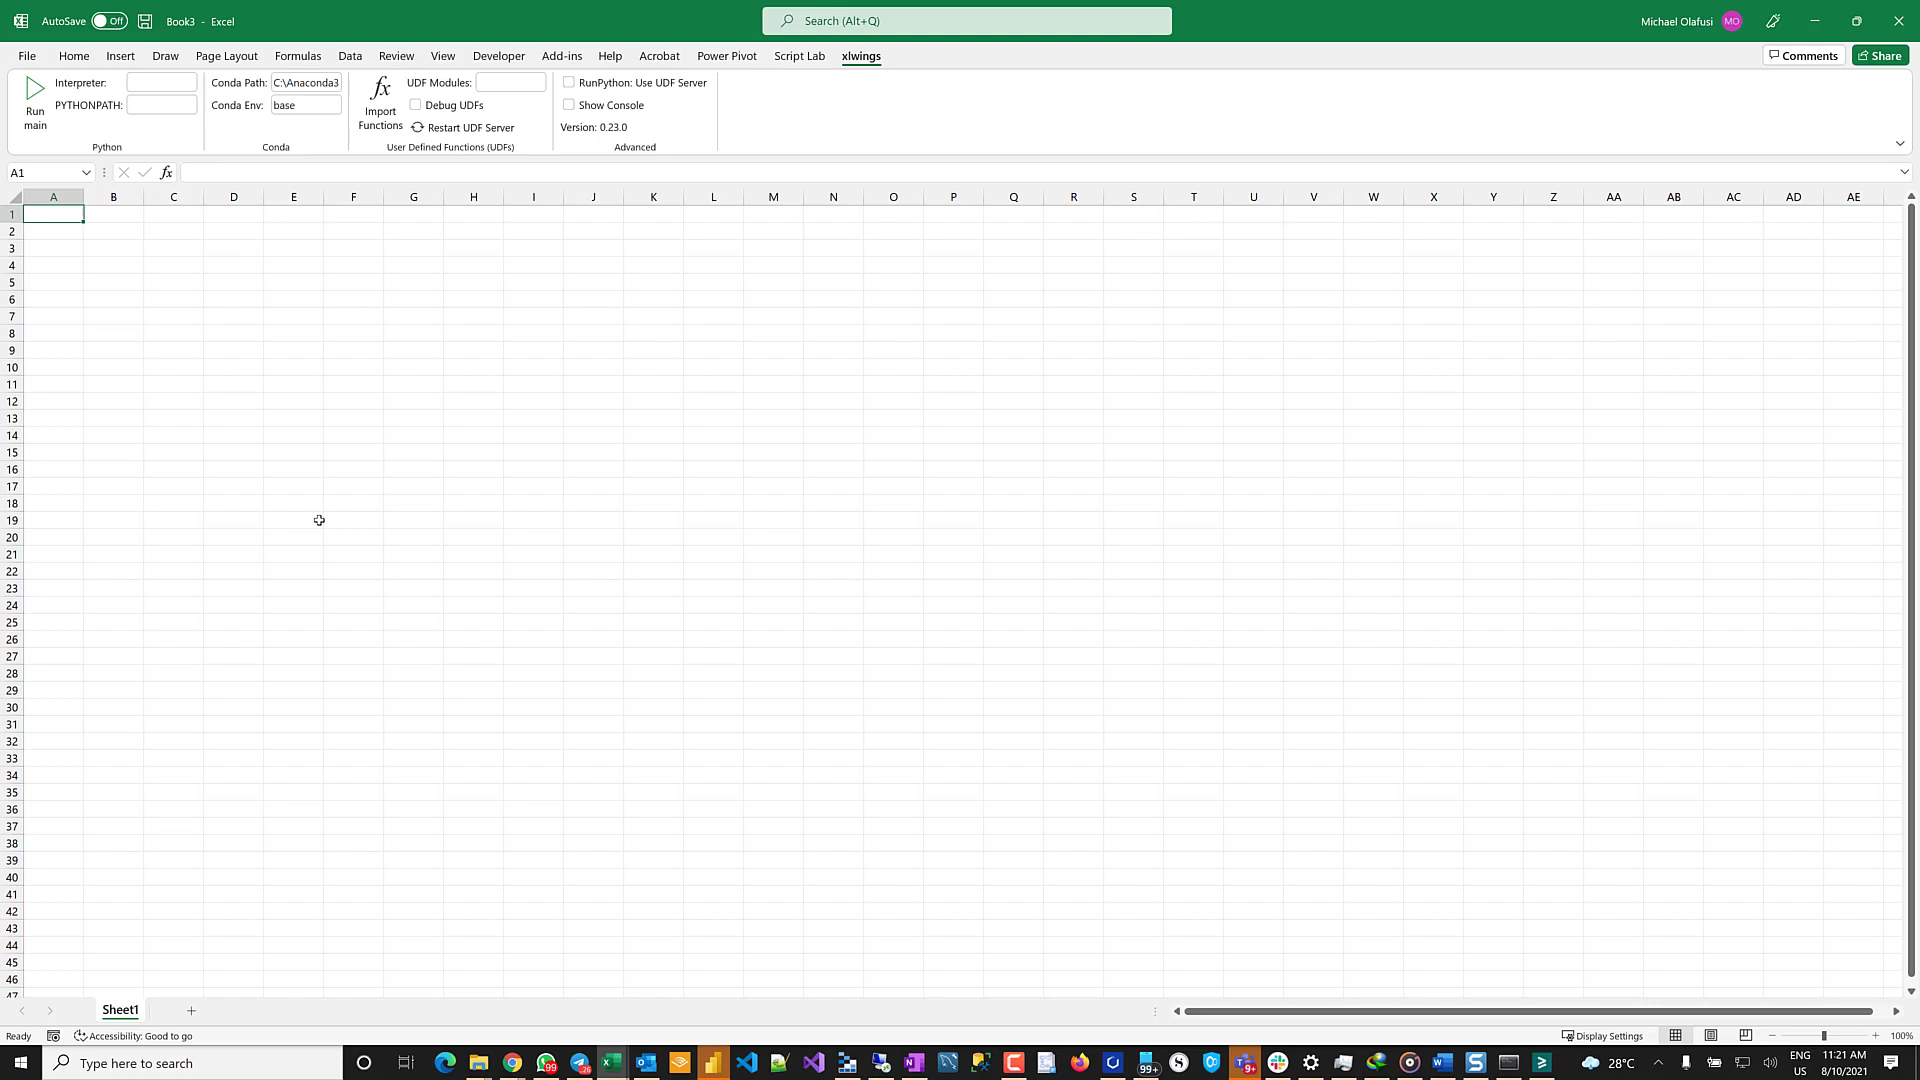 AutoSave Off Book3 - Excel Search (Alt+Q) Michael Olafusi MO
File Home Insert Draw Page Layout Formulas Data Review View Developer Add-ins Help Acrobat Power Pivot Script Lab xlwings Comments Share
Run main
Interpreter:
PYTHONPATH:
Python
Conda Path: C:\Anaconda3
Conda Env: base
Conda
fx Import Functions
UDF Modules:
Debug UDFs
Restart UDF Server
User Defined Functions (UDFs)
RunPython: Use UDF Server
Show Console
Version: 0.23.0
Advanced
A1 fx
A B C D E F G H I J K L M N O P Q R S T U V W X Y Z AA AB AC AD AE
1
2
3
4
5
6
7
8
9
10
11
12
13
14
15
16
17
18
19
20
21
22
23
24
25
26
27
28
29
30
31
32
33
34
35
36
37
38
39
40
41
42
43
44
45
46
47
Sheet1
Ready Accessibility: Good to go Display Settings 100%
Type here to search 99 26 99+ 9+ 28°C ENG US 11:21 AM 8/10/2021